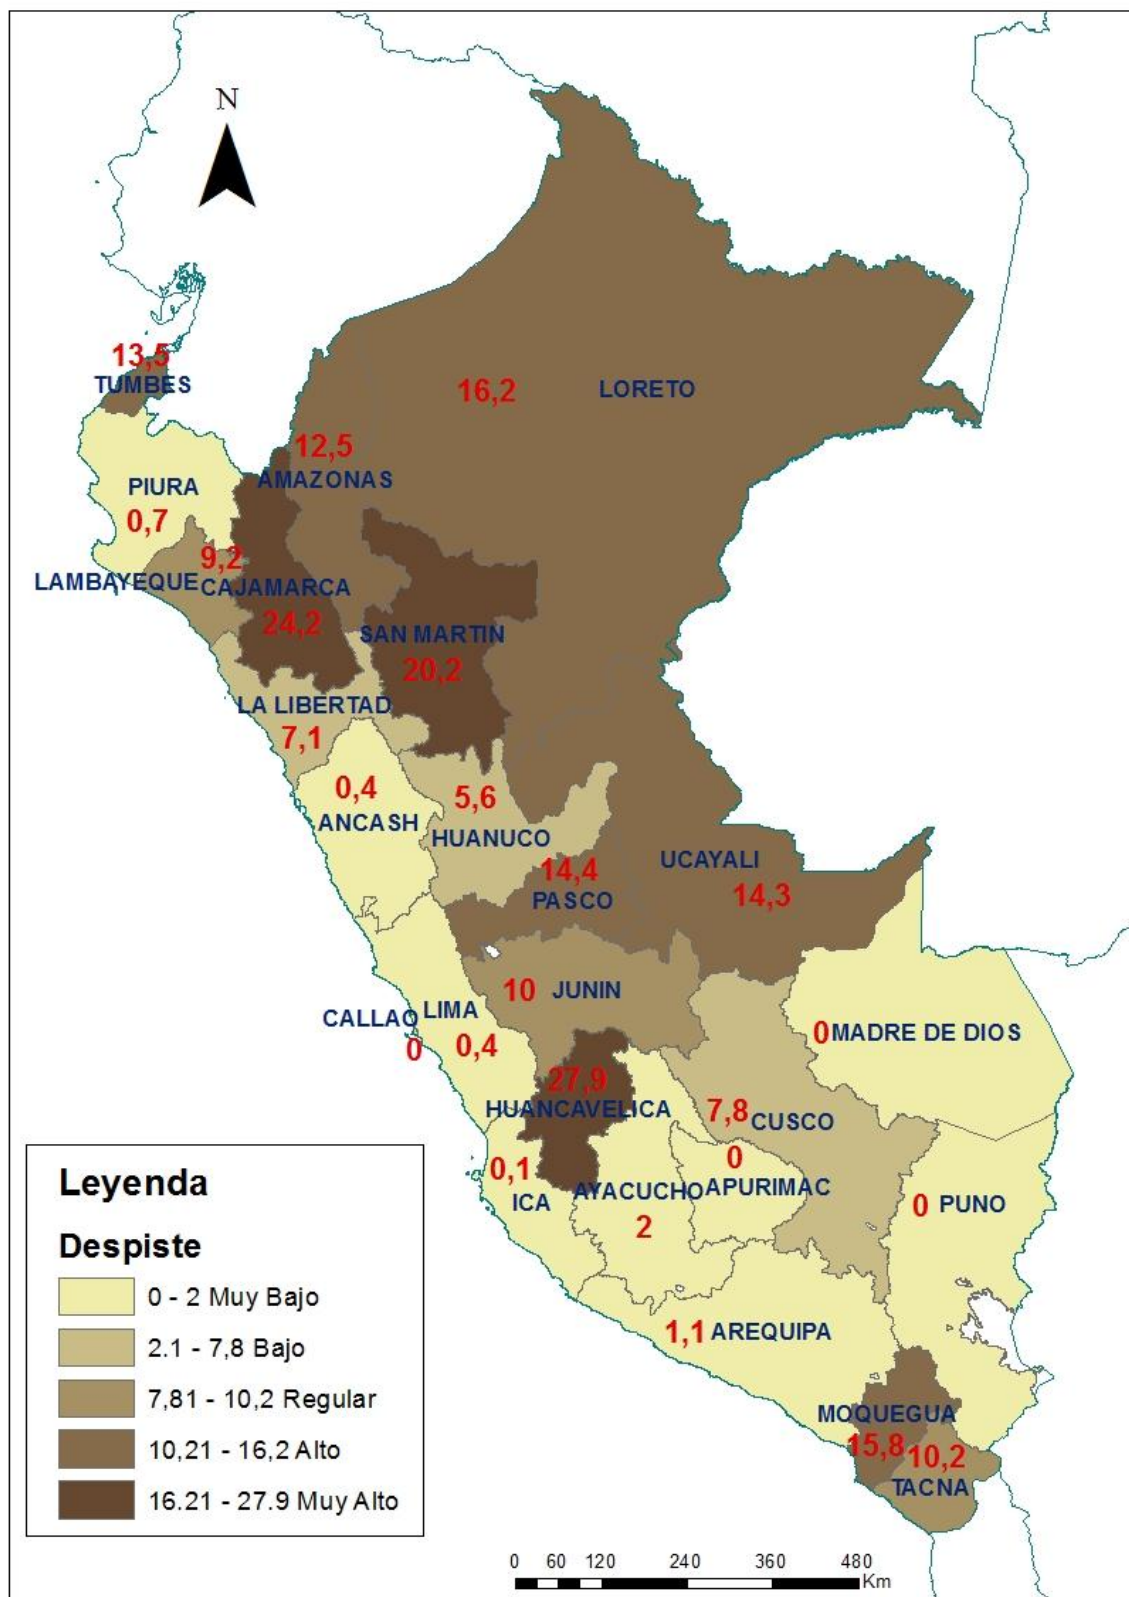 N
13,5
TUMBES
16,2 LORETO
12,5
AMAZONAS
PIURA
0,7
9,2
LAMBAYEQUE CAJAMARCA
24,2
SAN MARTIN
20,2
LA LIBERTAD
7,1
0,4
ANCASH
5,6
HUANUCO
14,4
PASCO
UCAYALI
14,3
10 JUNIN
CALLAO LIMA
0 0,4
0 MADRE DE DIOS
27,9
HUANCAVELICA
7,8 CUSCO
0
APURIMAC
0,1
ICA
AYACUCHO
2
0 PUNO
1,1 AREQUIPA
MOQUEGUA
15,8 10,2
TACNA
Leyenda
Despiste
0 - 2 Muy Bajo
2.1 - 7,8 Bajo
7,81 - 10,2 Regular
10,21 - 16,2 Alto
16.21 - 27.9 Muy Alto
0 60 120 240 360 480
Km